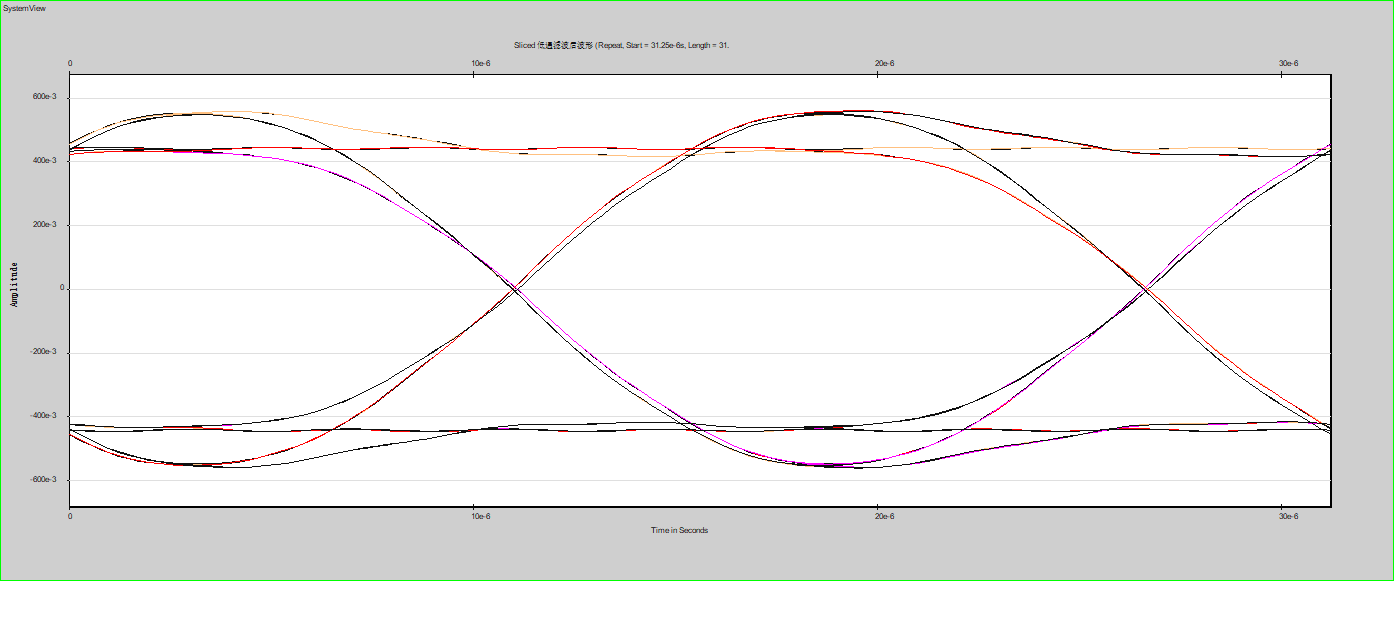 SystemView
Sliced 低通滤波后波形 (Repeat, Start = 31.25e-6s, Length = 31.
0 10e-6 20e-6 30e-6
600e-3
400e-3
200e-3
0
-200e-3
-400e-3
-600e-3
Amplitude
0 10e-6 20e-6 30e-6
Time in Seconds